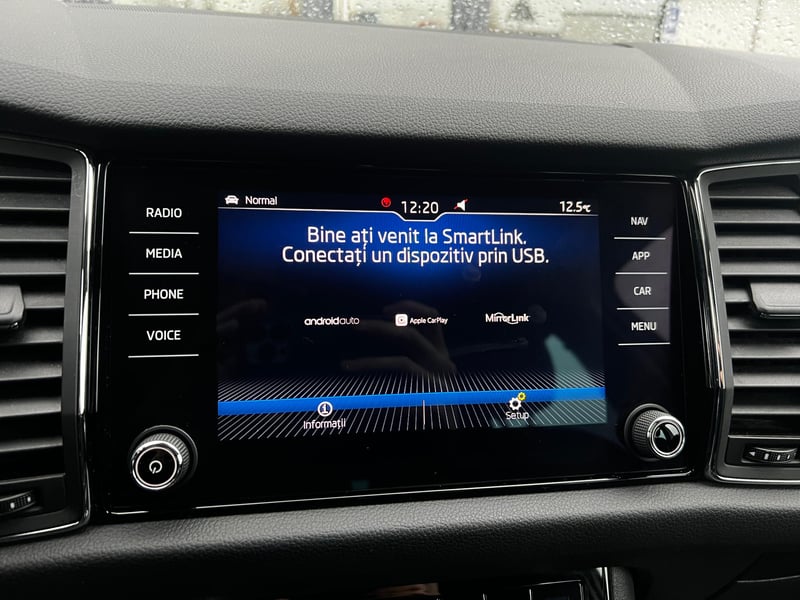 RADIO
MEDIA
PHONE
VOICE
Normal
12:20
12.5°C
Bine ați venit la SmartLink.
Conectați un dispozitiv prin USB.
androidauto
Apple CarPlay
MirrorLink
Informații
Setup
NAV
APP
CAR
MENU